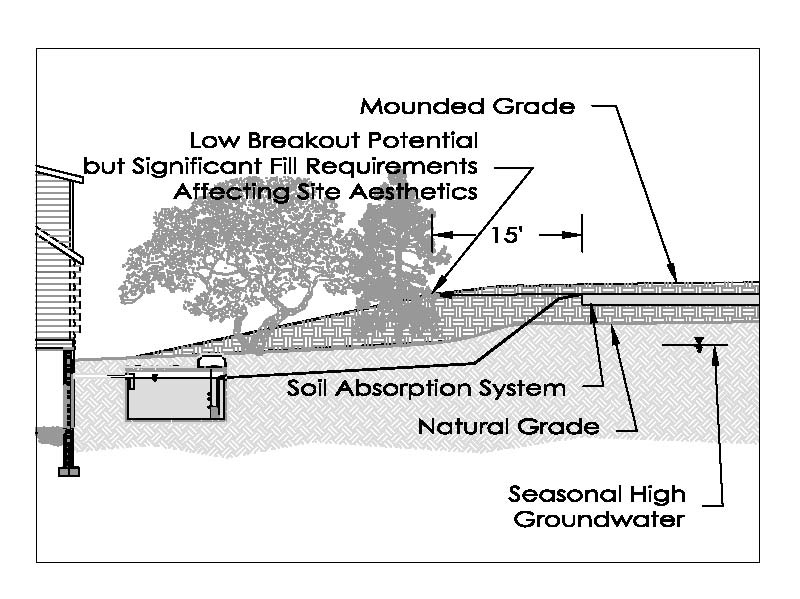 Mounded Grade
Low Breakout Potential
but Significant Fill Requirements
Affecting Site Aesthetics
15'
Soil Absorption System
Natural Grade
Seasonal High
Groundwater